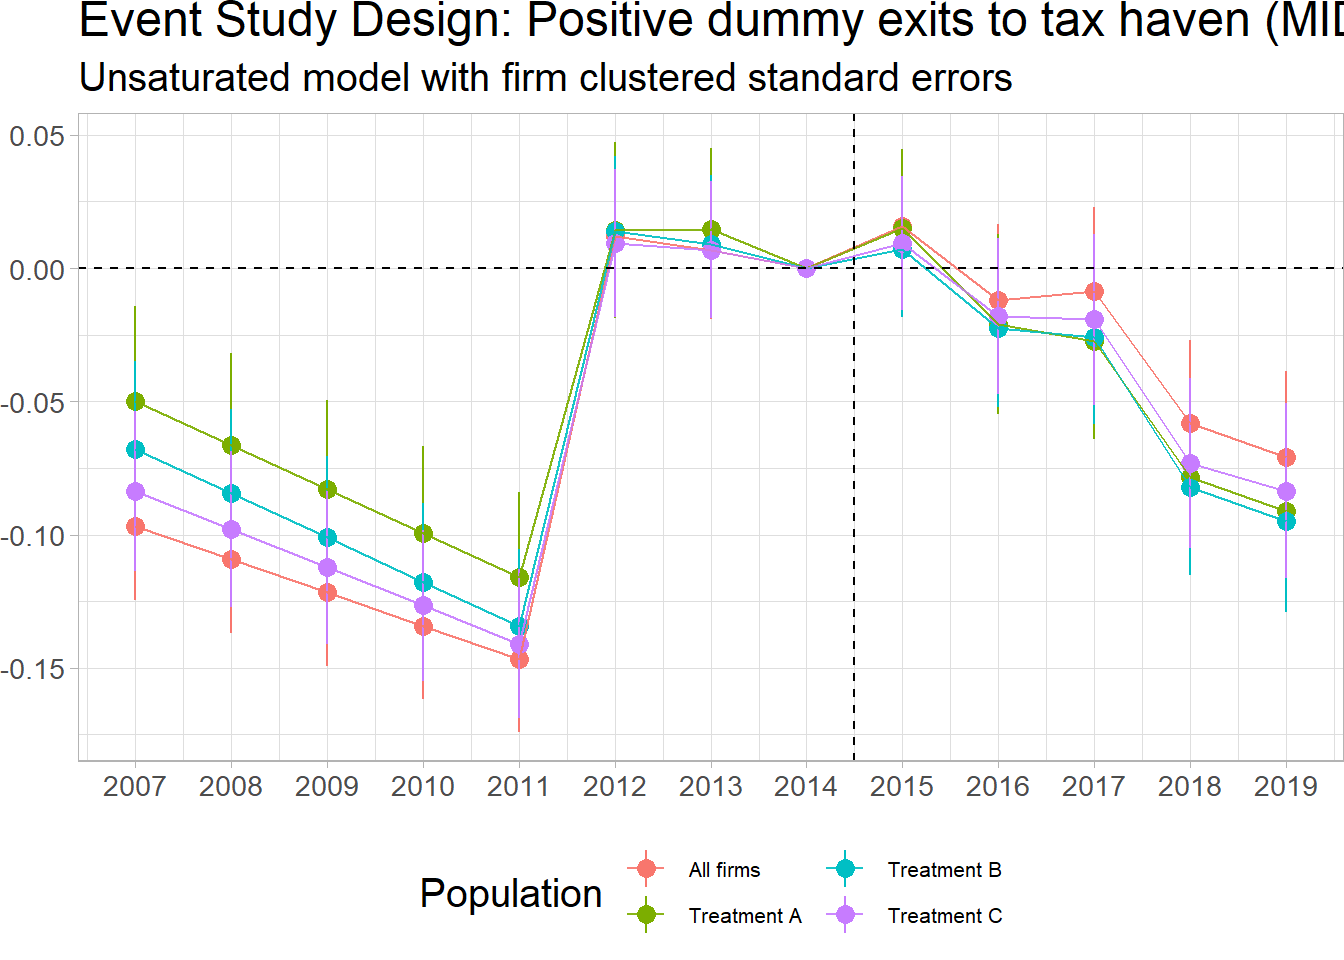 Event Study Design: Positive dummy exits to tax haven (MID
Unsaturated model with firm clustered standard errors
0.05
0.00
-0.05
-0.10
-0.15
2007 2008 2009 2010 2011 2012 2013 2014 2015 2016 2017 2018 2019
Population
All firms
Treatment A
Treatment B
Treatment C